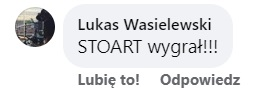 Lukas Wasielewski
STOART wygrał!!!
Lubię to! Odpowiedz